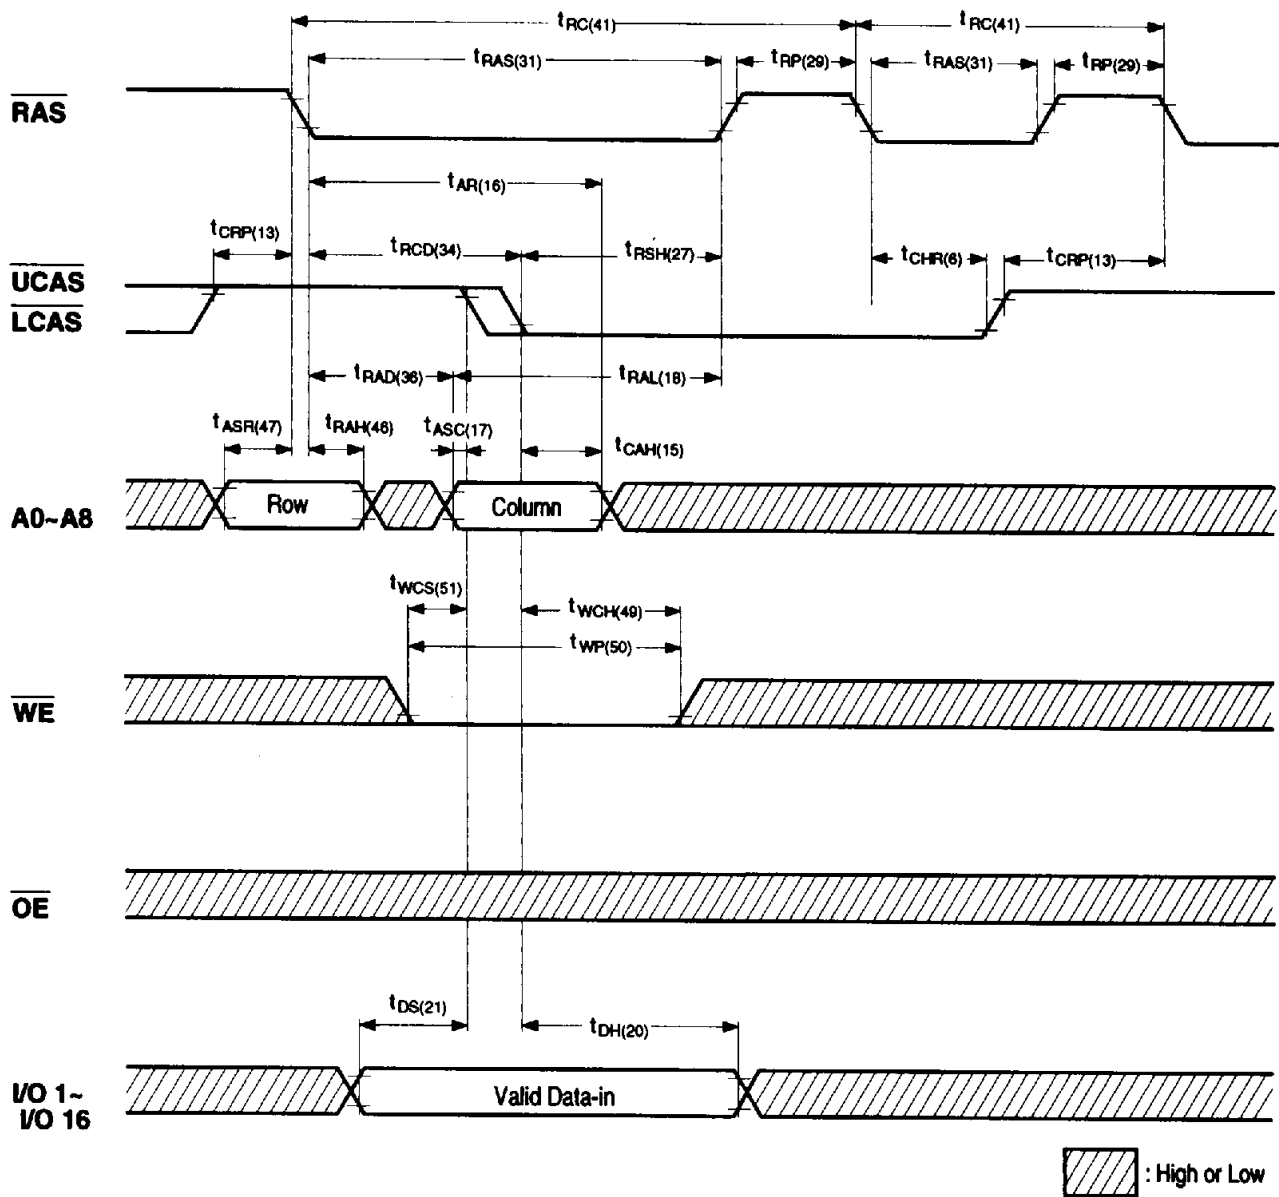 tRC(41) tRC(41)
tRAS(31) tRP(29) tRAS(31) tRP(29)
RAS
tAR(16)
tCRP(13) tRCD(34) tRSH(27) tCHR(6) tCRP(13)
UCAS
LCAS
tRAD(36) tRAL(18)
tASR(47) tRAH(46) tASC(17) tCAH(15)
A0~A8 Row Column
tWCS(51) tWCH(49)
tWP(50)
WE
OE
tDS(21) tDH(20)
I/O 1~ Valid Data-in
I/O 16
: High or Low